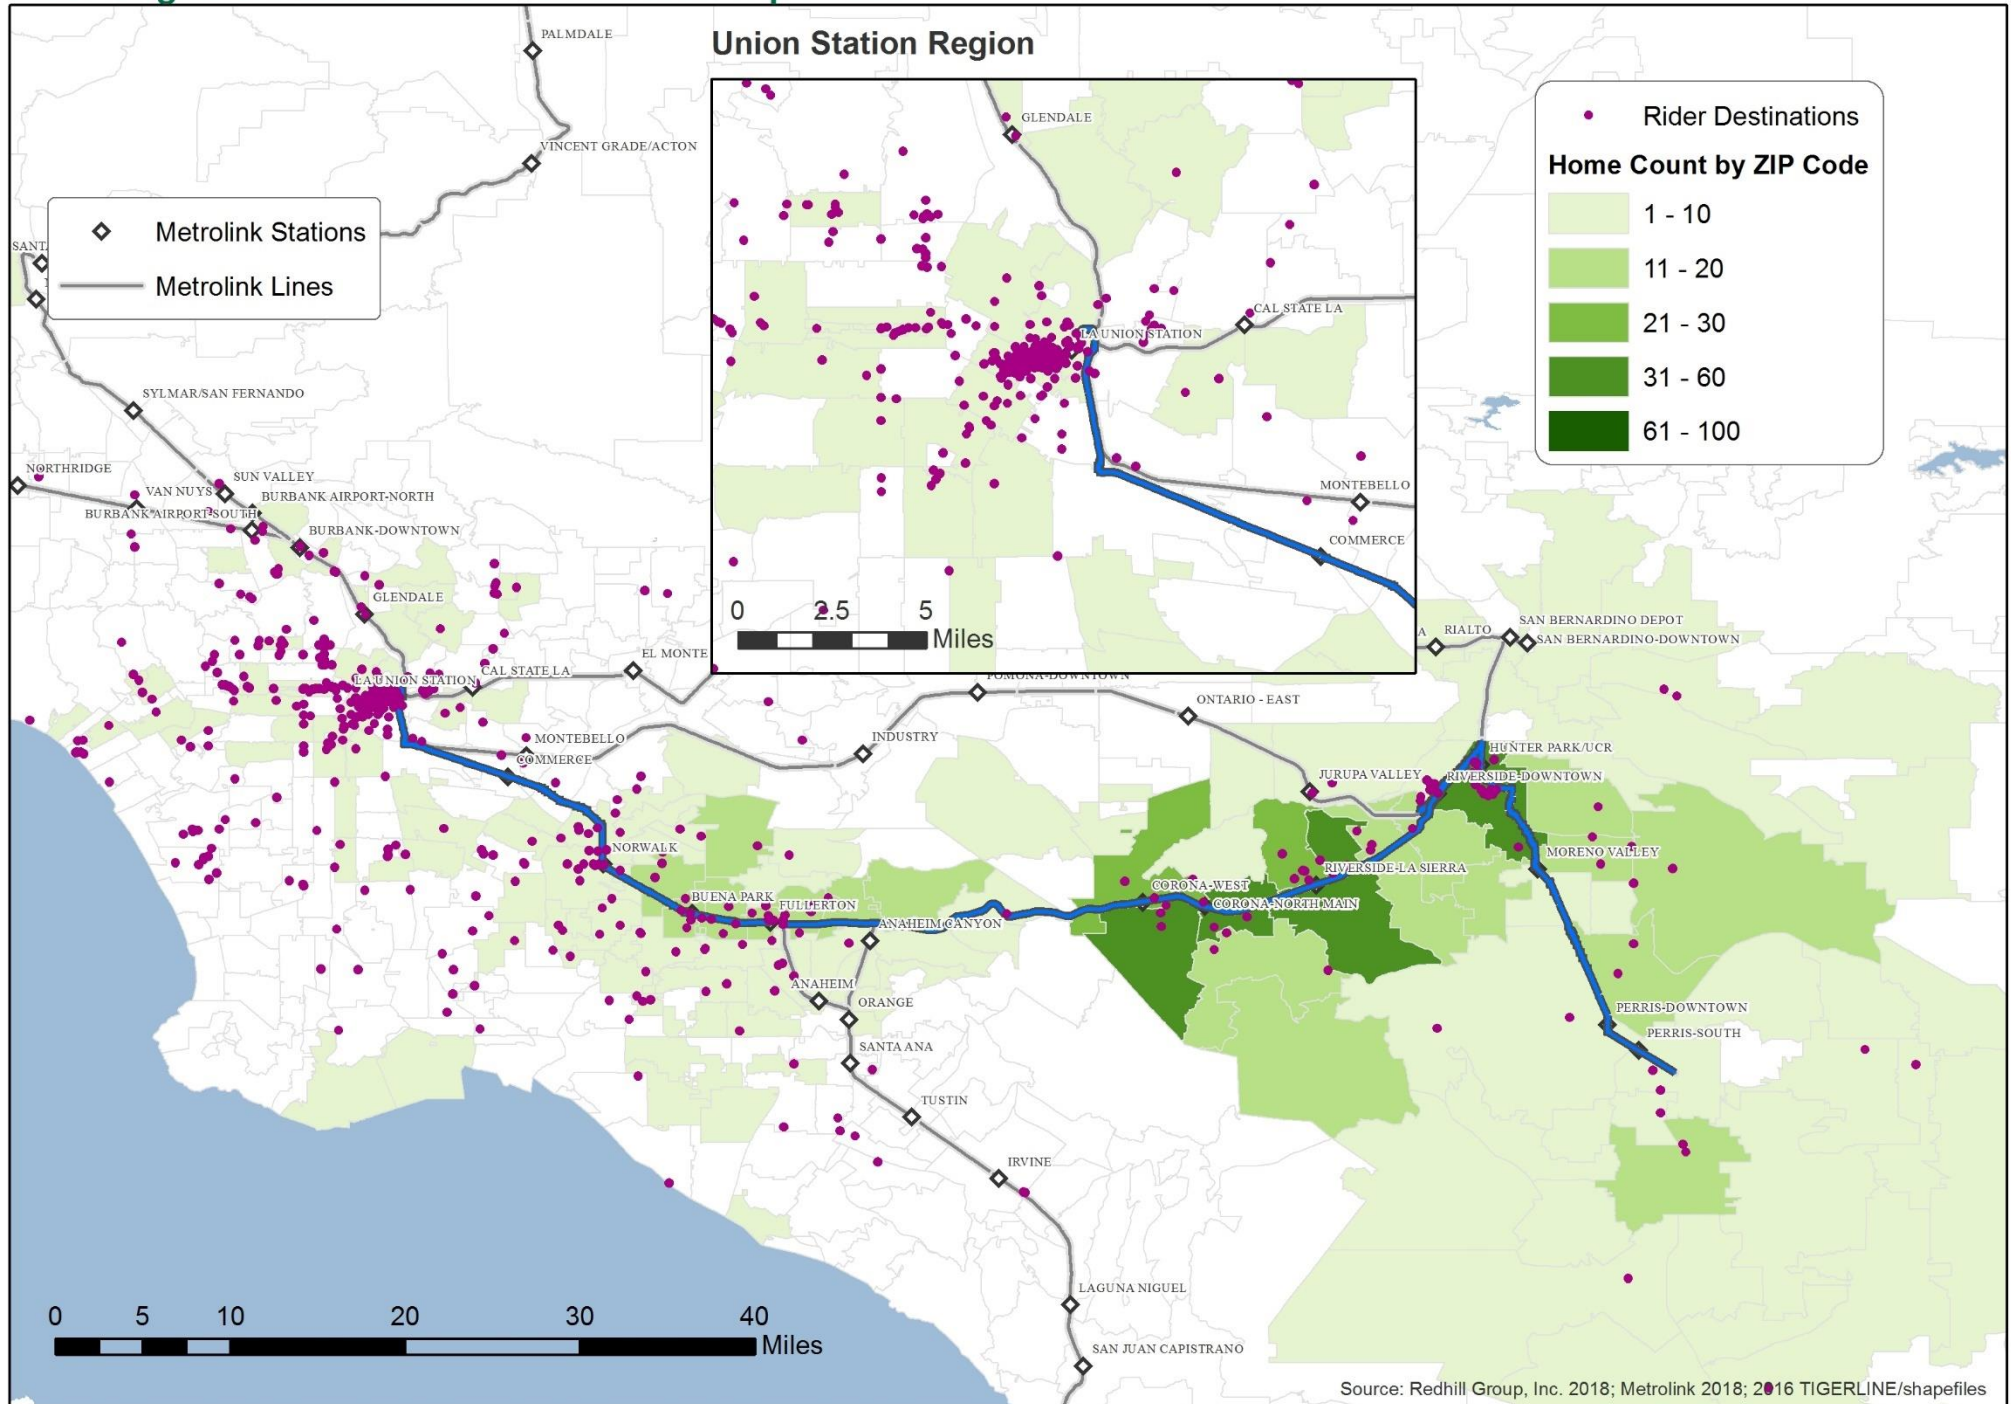 Union Station Region
GLENDALE
LA UNION STATION
CAL STATE LA
MONTEBELLO
COMMERCE
0 2.5 5
Miles
Rider Destinations
Home Count by ZIP Code
1 - 10
11 - 20
21 - 30
31 - 60
61 - 100
Metrolink Stations
Metrolink Lines
PALMDALE
VINCENT GRADE/ACTON
SANT
SYLMAR/SAN FERNANDO
NORTHRIDGE
SUN VALLEY
VAN NUYS
BURBANK AIRPORT-NORTH
BURBANK AIRPORT-SOUTH
BURBANK-DOWNTOWN
GLENDALE
LA UNION STATION
CAL STATE LA
EL MONTE
MONTEBELLO
COMMERCE
INDUSTRY
POMONA-DOWNTOWN
ONTARIO - EAST
A
RIALTO
SAN BERNARDINO DEPOT
SAN BERNARDINO-DOWNTOWN
HUNTER PARK/UCR
JURUPA VALLEY
RIVERSIDE-DOWNTOWN
NORWALK
MORENO VALLEY
RIVERSIDE-LA SIERRA
BUENA PARK
FULLERTON
CORONA-WEST
CORONA-NORTH MAIN
ANAHEIM CANYON
ANAHEIM
ORANGE
PERRIS-DOWNTOWN
PERRIS-SOUTH
SANTA ANA
TUSTIN
IRVINE
LAGUNA NIGUEL
SAN JUAN CAPISTRANO
0 5 10 20 30 40
Miles
Source: Redhill Group, Inc. 2018; Metrolink 2018; 2016 TIGERLINE/shapefiles